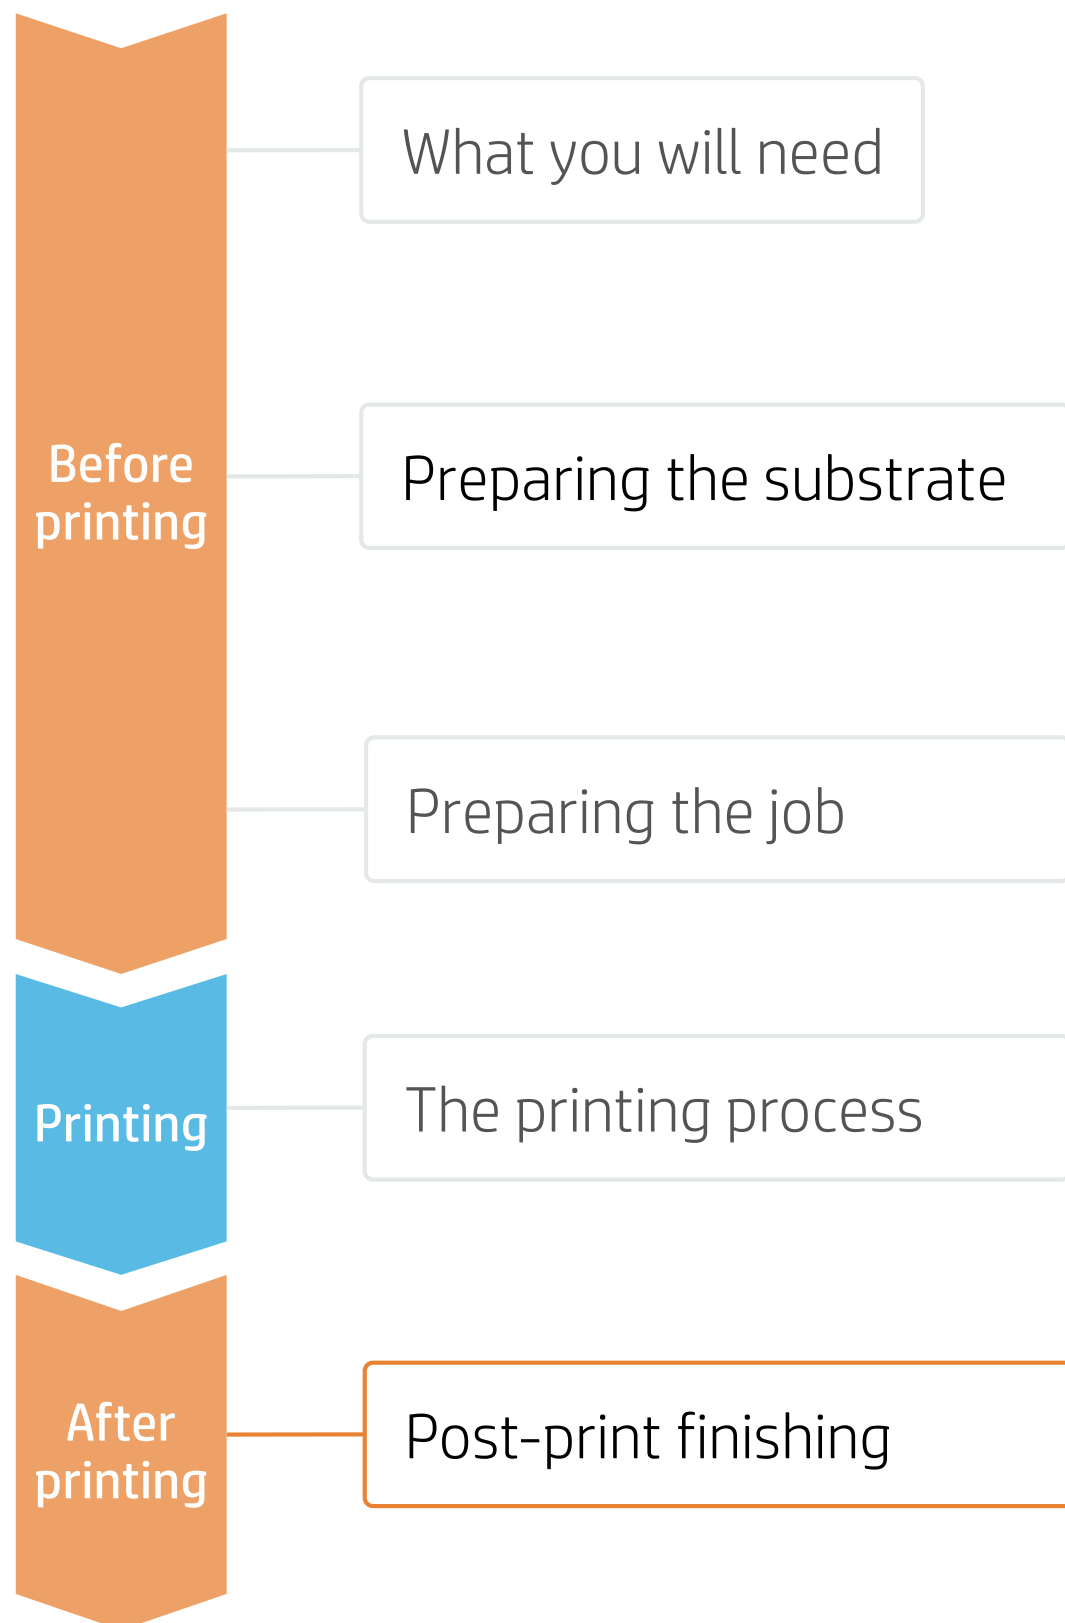 What you will need
Before
printing
Preparing the substrate
Preparing the job
Printing
The printing process
After
printing
Post-print finishing